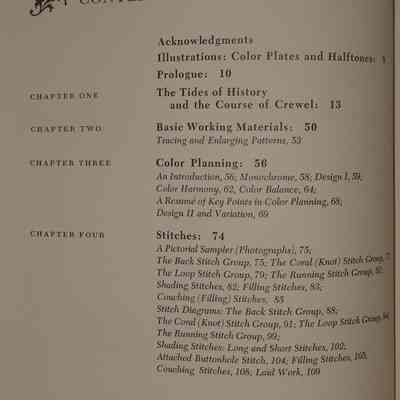 Acknowledgments
Illustrations: Color Plates and Halftones:
Prologue: 10
CHAPTER ONE The Tides of History
and the Course of Crewel: 13
CHAPTER TWO Basic Working Materials: 50
Tracing and Enlarging Patterns, 53
CHAPTER THREE Color Planning: 56
An Introduction, 56; Monochrome, 58; Design I, 59;
Color Harmony, 62, Color Balance, 64;
A Resumé of Key Points in Color Planning, 68;
Design II and Variation, 69
CHAPTER FOUR Stitches: 74
A Pictorial Sampler (Photographs), 75;
The Back Stitch Group, 75; The Coral (Knot) Stitch Group,
The Loop Stitch Group, 79; The Running Stitch Group,
Shading Stitches, 82; Filling Stitches, 83;
Couching (Filling) Stitches, 85
Stitch Diagrams: The Back Stitch Group, 88;
The Coral (Knot) Stitch Group, 91; The Loop Stitch Group,
The Running Stitch Group, 99;
Shading Stitches: Long and Short Stitches, 102;
Attached Buttonhole Stitch, 104; Filling Stitches, 105,
Couching Stitches, 108; Laid Work, 109